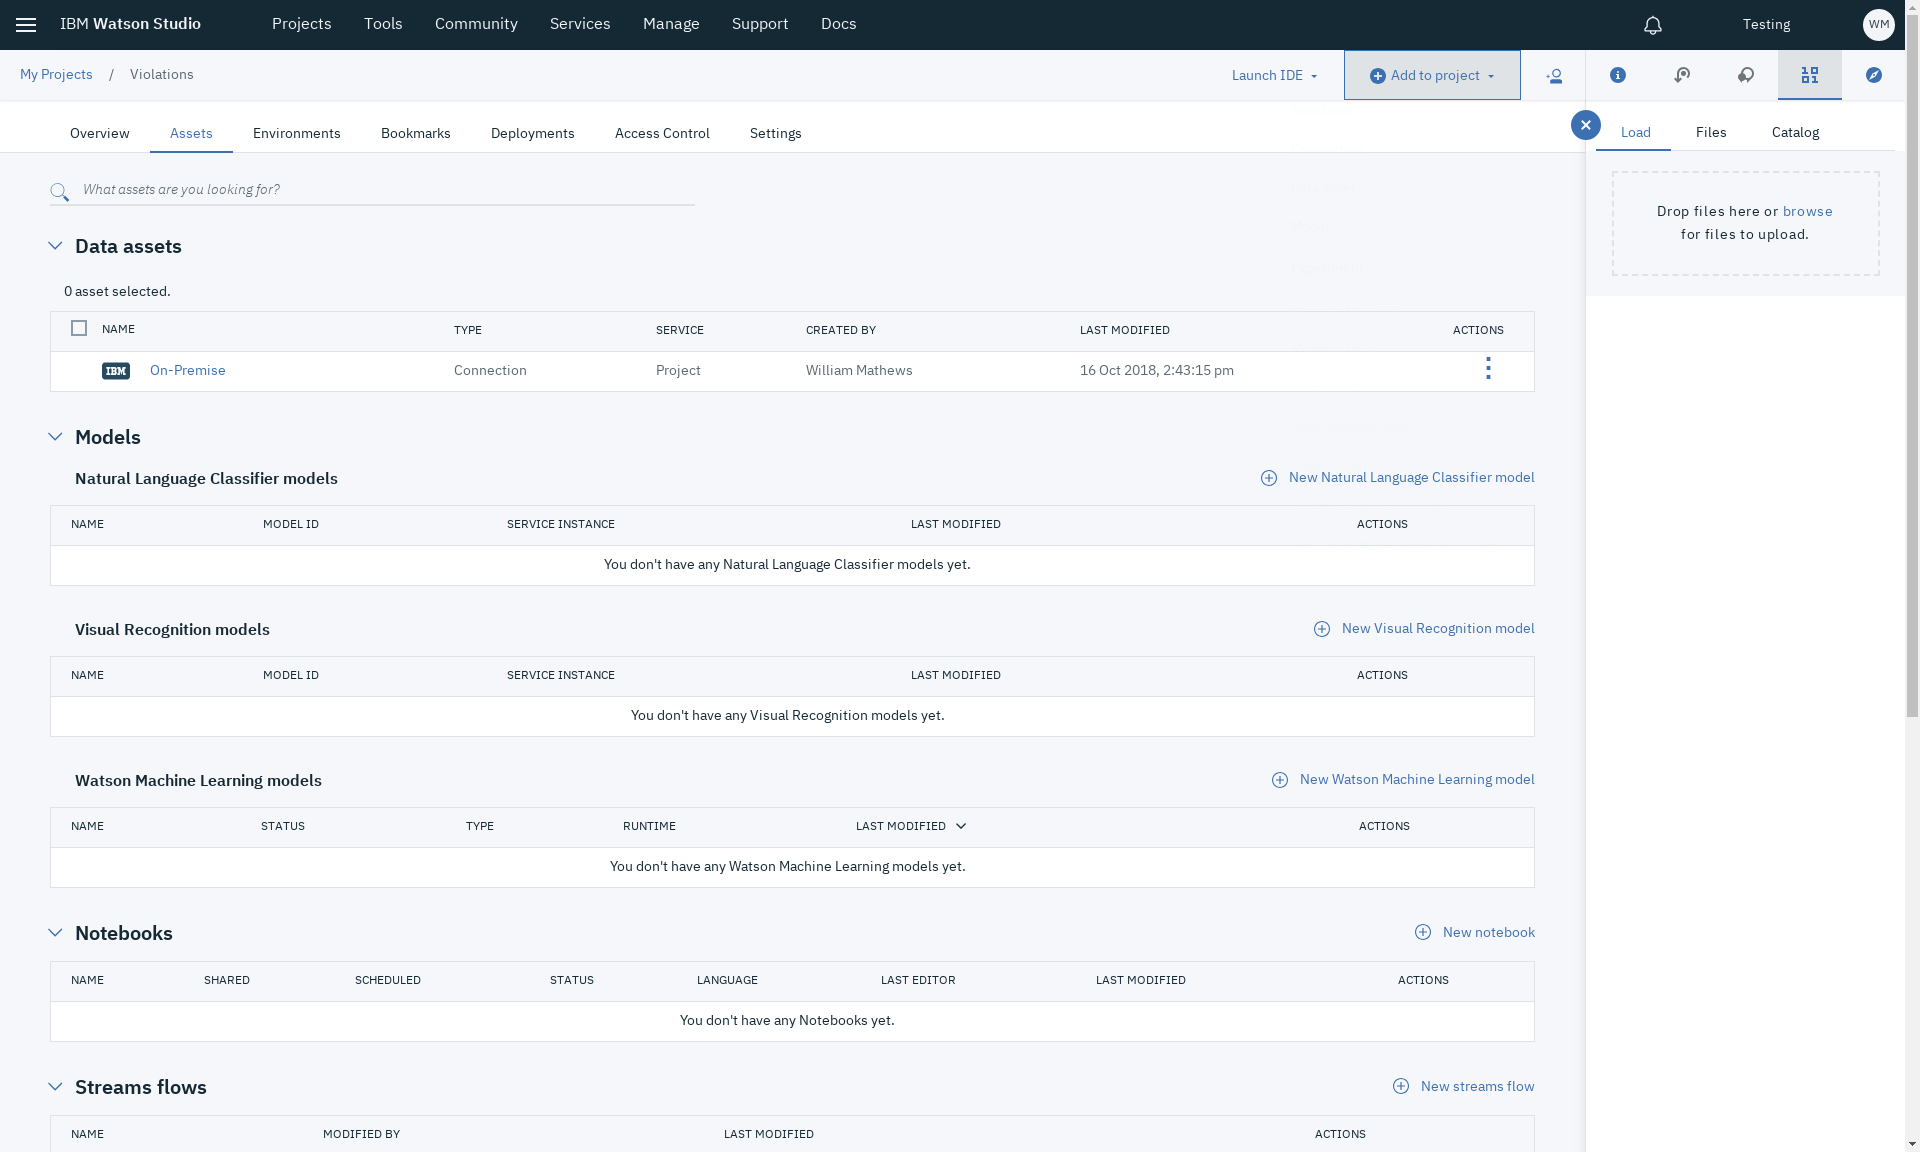 IBM Watson Studio Projects Tools Community Services Manage Support Docs Testing WM
My Projects / Violations Launch IDE Add to project
Overview Assets Environments Bookmarks Deployments Access Control Settings
Load Files Catalog
What assets are you looking for?
Drop files here or browse
for files to upload.
Data assets
0 asset selected.
NAME TYPE SERVICE CREATED BY LAST MODIFIED ACTIONS
IBM On-Premise Connection Project William Mathews 16 Oct 2018, 2:43:15 pm
Models
Natural Language Classifier models New Natural Language Classifier model
NAME MODEL ID SERVICE INSTANCE LAST MODIFIED ACTIONS
You don't have any Natural Language Classifier models yet.
Visual Recognition models New Visual Recognition model
NAME MODEL ID SERVICE INSTANCE LAST MODIFIED ACTIONS
You don't have any Visual Recognition models yet.
Watson Machine Learning models New Watson Machine Learning model
NAME STATUS TYPE RUNTIME LAST MODIFIED ACTIONS
You don't have any Watson Machine Learning models yet.
Notebooks New notebook
NAME SHARED SCHEDULED STATUS LANGUAGE LAST EDITOR LAST MODIFIED ACTIONS
You don't have any Notebooks yet.
Streams flows New streams flow
NAME MODIFIED BY LAST MODIFIED ACTIONS